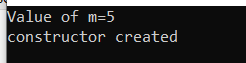 Value of m=5
constructor created